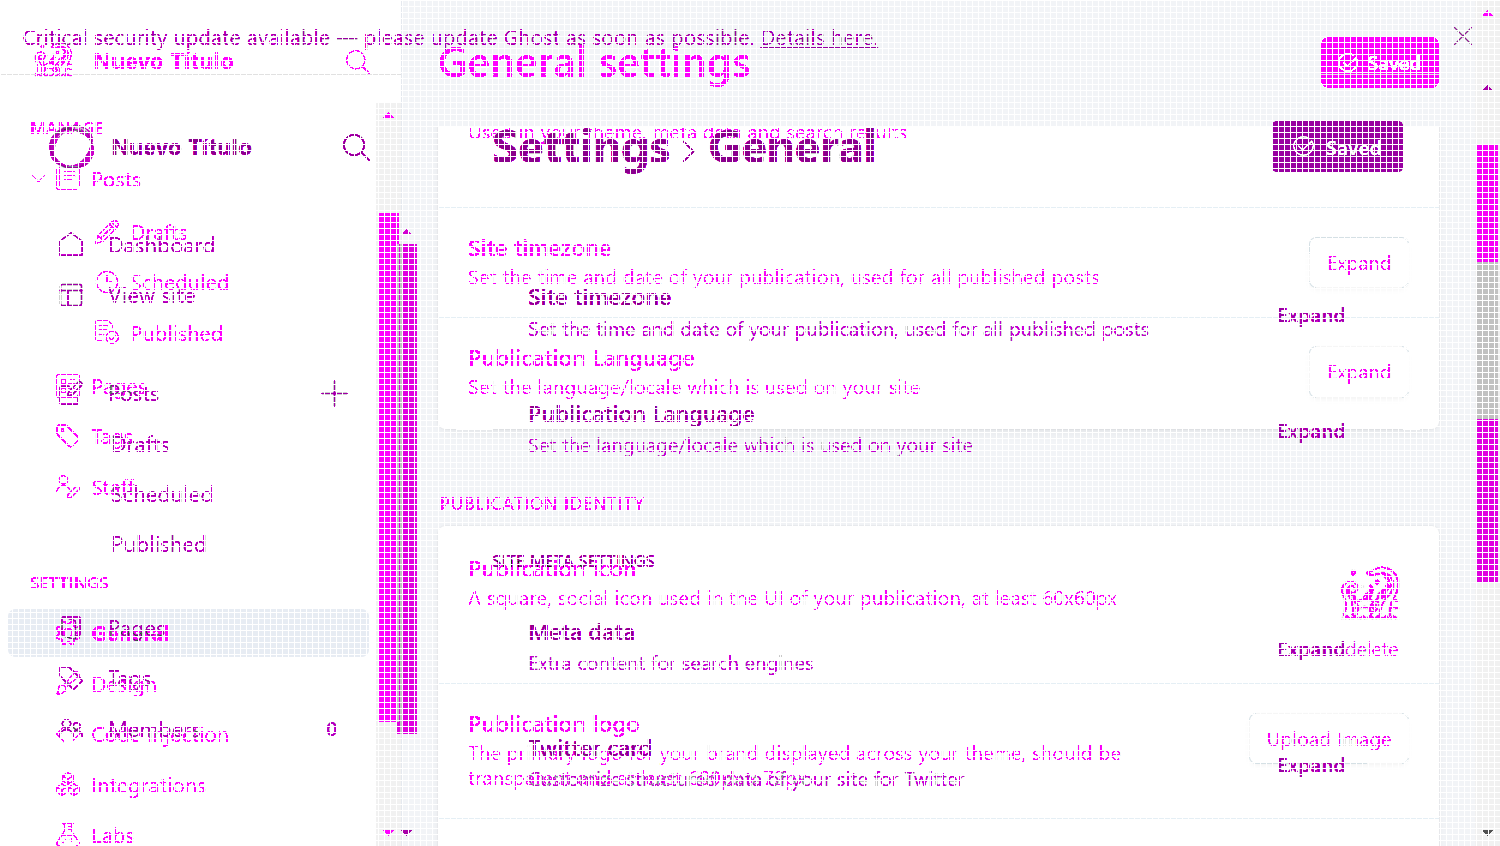 Critical security update available — please update Ghost as soon as possible. Details here.
Nuevo Título
General settings
Saved
MANAGE
Used in your theme, meta data and search results
Nuevo Título
Settings › General
Saved
Posts
Drafts
Dashboard
Site timezone
Expand
Set the time and date of your publication, used for all published posts
Scheduled
View site
Site timezone
Expand
Set the time and date of your publication, used for all published posts
Published
Publication Language
Expand
Set the language/locale which is used on your site
Pages
Posts
Publication Language
Expand
Tags
Drafts
Set the language/locale which is used on your site
Staff
Scheduled
PUBLICATION IDENTITY
Published
SITE META SETTINGS
Publication icon
SETTINGS
A square, social icon used in the UI of your publication, at least 60x60px
Pages
General
Meta data
Expand
delete
Extra content for search engines
Tags
Design
Members 0
Code injection
Publication logo
Upload Image
Twitter card
The primary logo for your brand displayed across your theme, should be
transparent and at least 600px x 72px
Expand
Customized structured data of your site for Twitter
Integrations
Labs